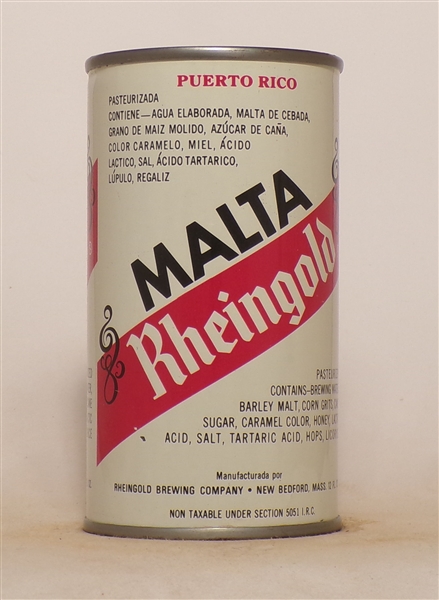 PUERTO RICO
PASTEURIZADA
CONTIENE—AGUA ELABORADA, MALTA DE CEBADA,
GRANO DE MAIZ MOLIDO, AZÚCAR DE CAÑA,
COLOR CARAMELO, MIEL, ÁCIDO
LACTICO, SAL, ÁCIDO TARTARICO,
LÚPULO, REGALIZ
MALTA
Rheingold
CONTAINS—BREWING
BARLEY MALT, CORN GRITS,
SUGAR, CARAMEL COLOR, HONEY,
ACID, SALT, TARTARIC ACID, HOPS,
Manufacturada por
RHEINGOLD BREWING COMPANY • NEW BEDFORD, MASS. 12
NON TAXABLE UNDER SECTION 5051 I.R.C.